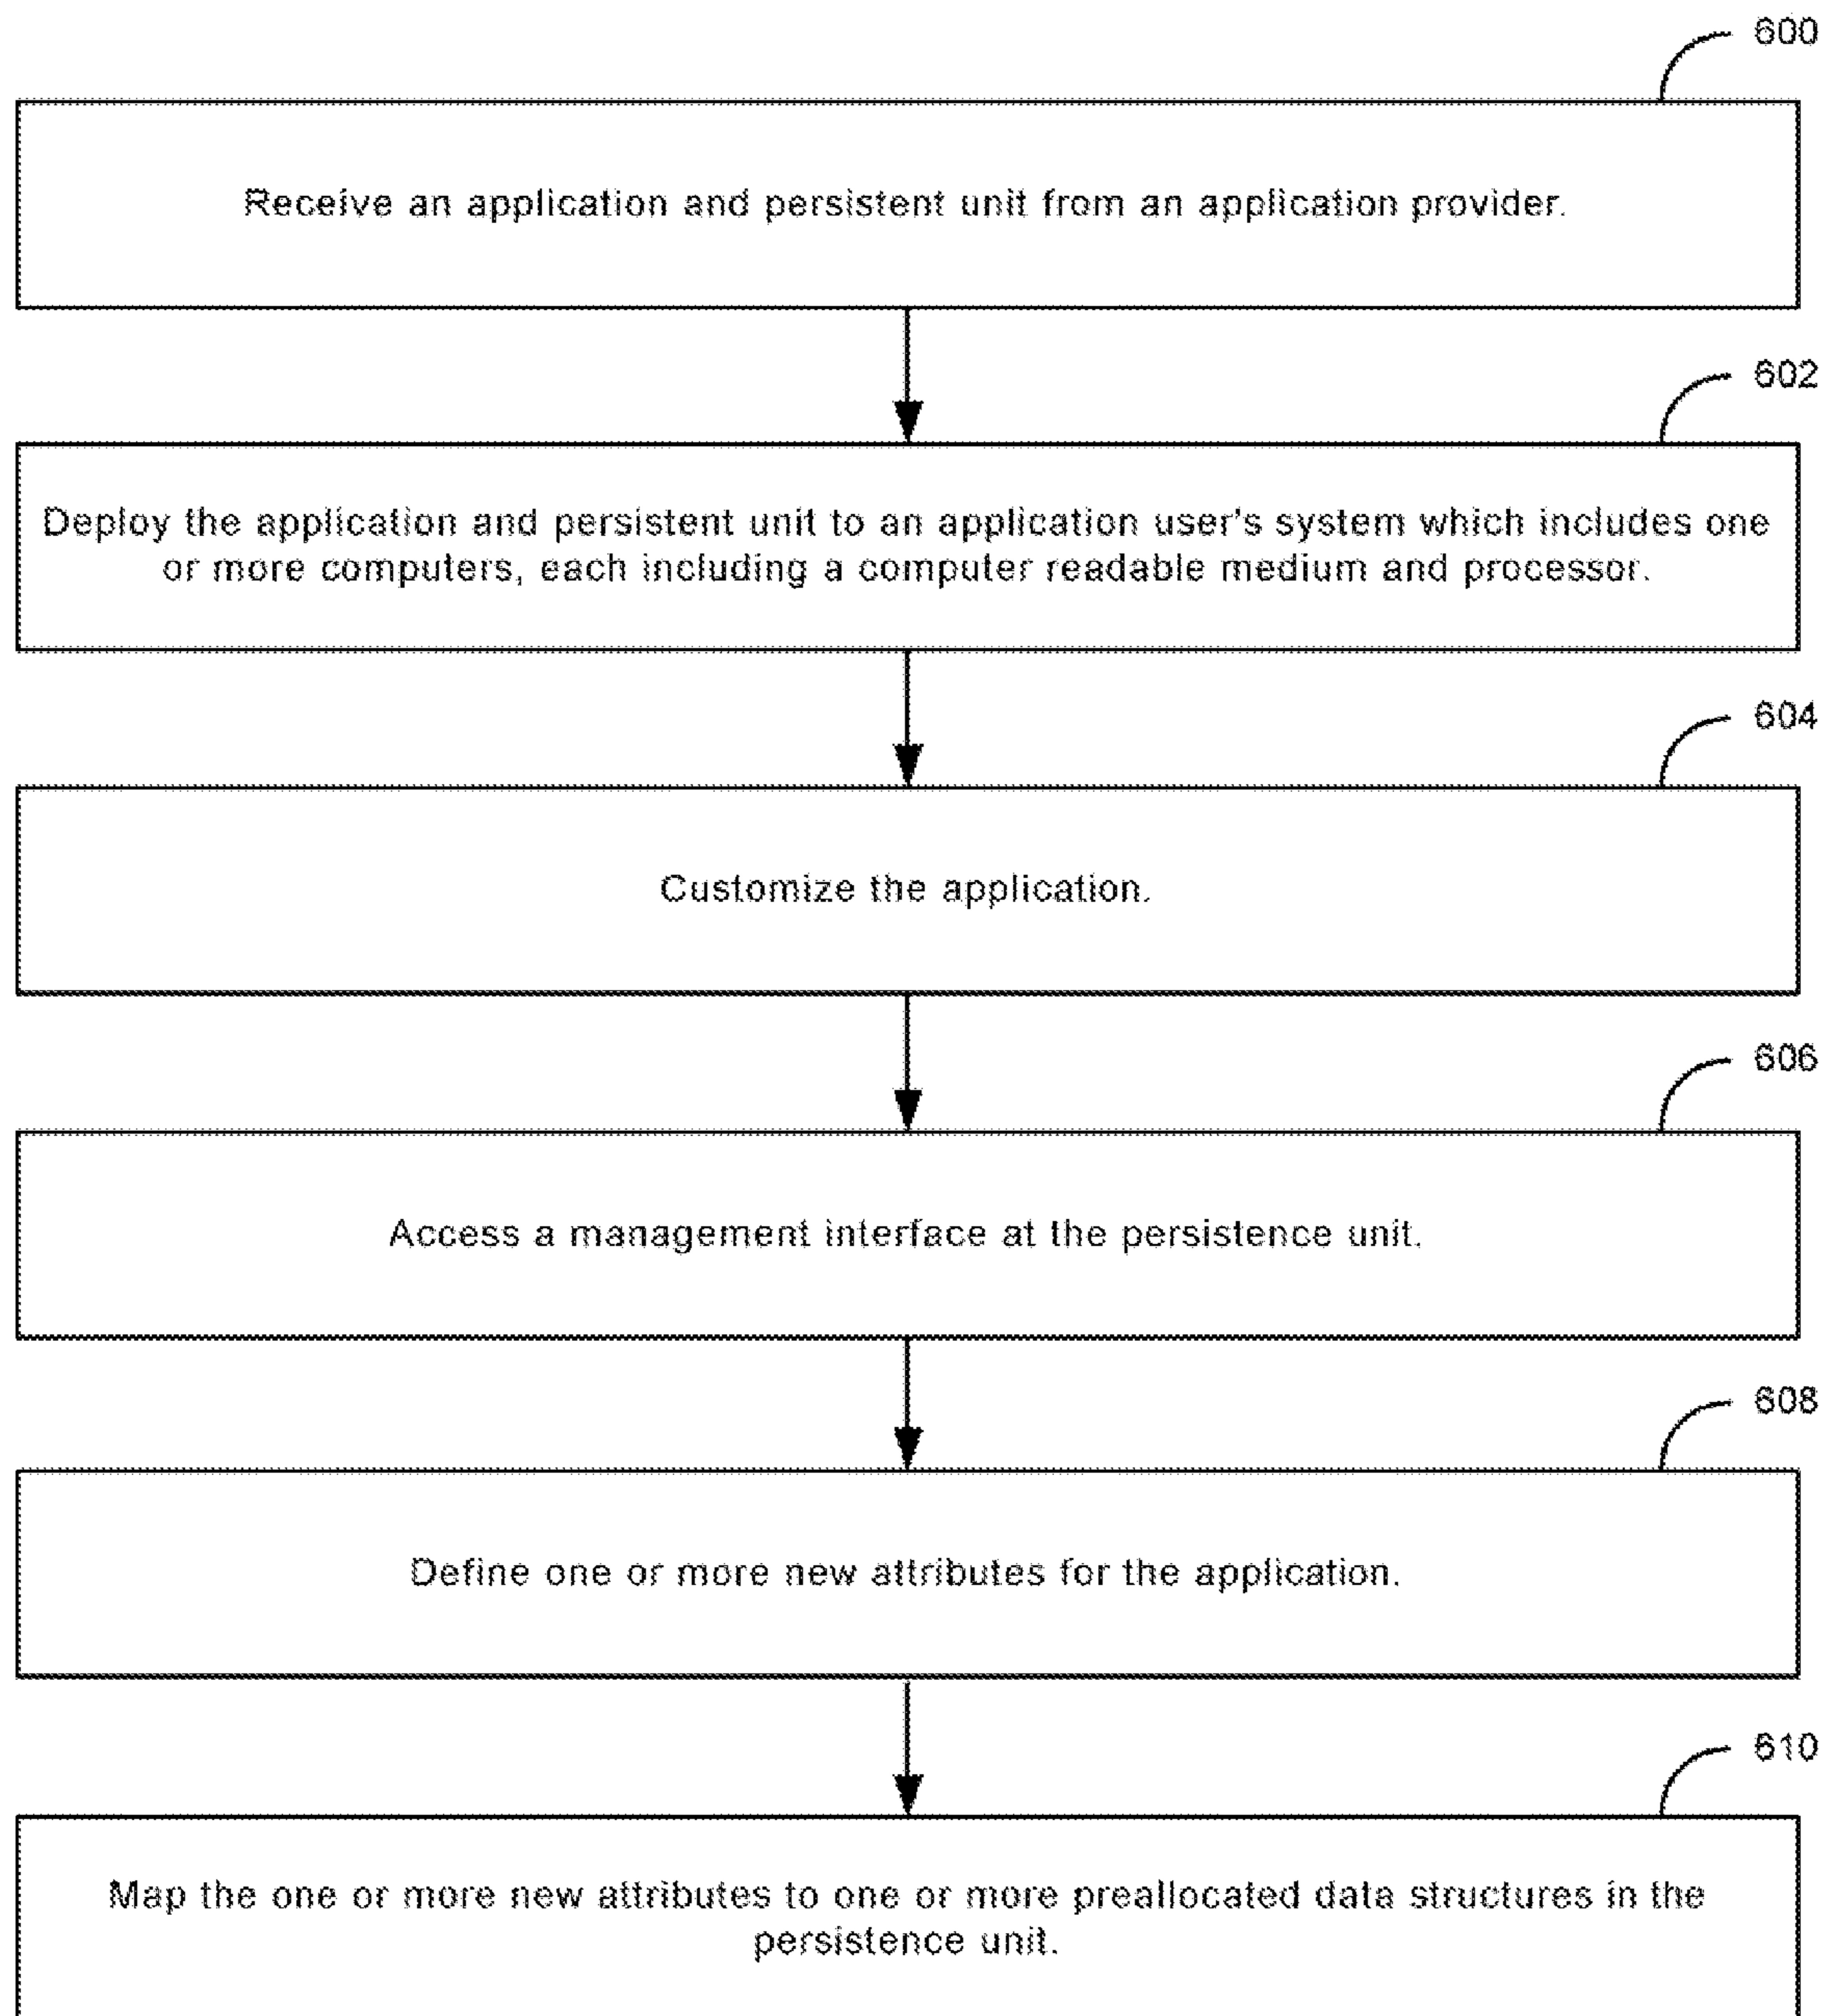 600
Receive an application and persistent unit from an application provider.
602
Deploy the application and persistent unit to an application user's system which includes one
or more computers, each including a computer readable medium and processor.
604
Customize the application.
606
Access a management interface at the persistence unit.
608
Define one or more new attributes for the application.
610
Map the one or more new attributes to one or more preallocated data structures in the
persistence unit.